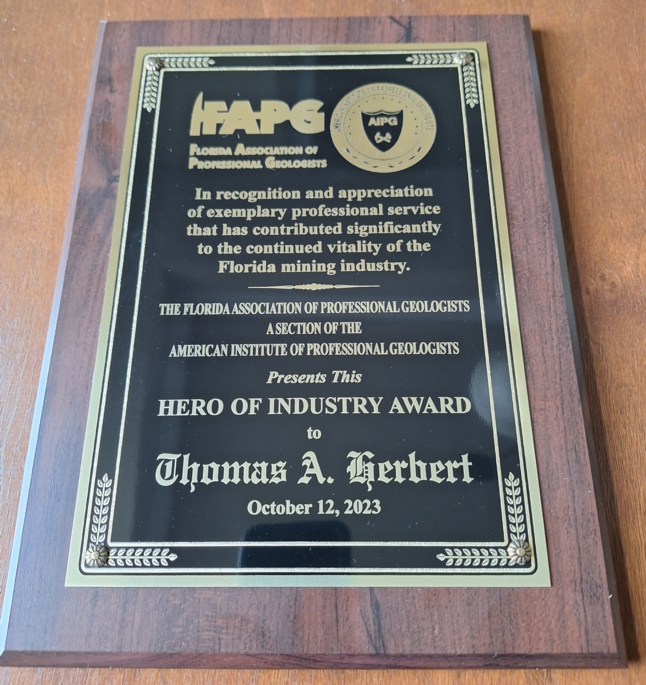 FAPG
AIPG
FLORIDA ASSOCIATION OF
PROFESSIONAL GEOLOGISTS
In recognition and appreciation
of exemplary professional service
that has contributed significantly
to the continued vitality of the
Florida mining industry.
THE FLORIDA ASSOCIATION OF PROFESSIONAL GEOLOGISTS
A SECTION OF THE
AMERICAN INSTITUTE OF PROFESSIONAL GEOLOGISTS
Presents This
HERO OF INDUSTRY AWARD
to
Thomas A. Herbert
October 12, 2023